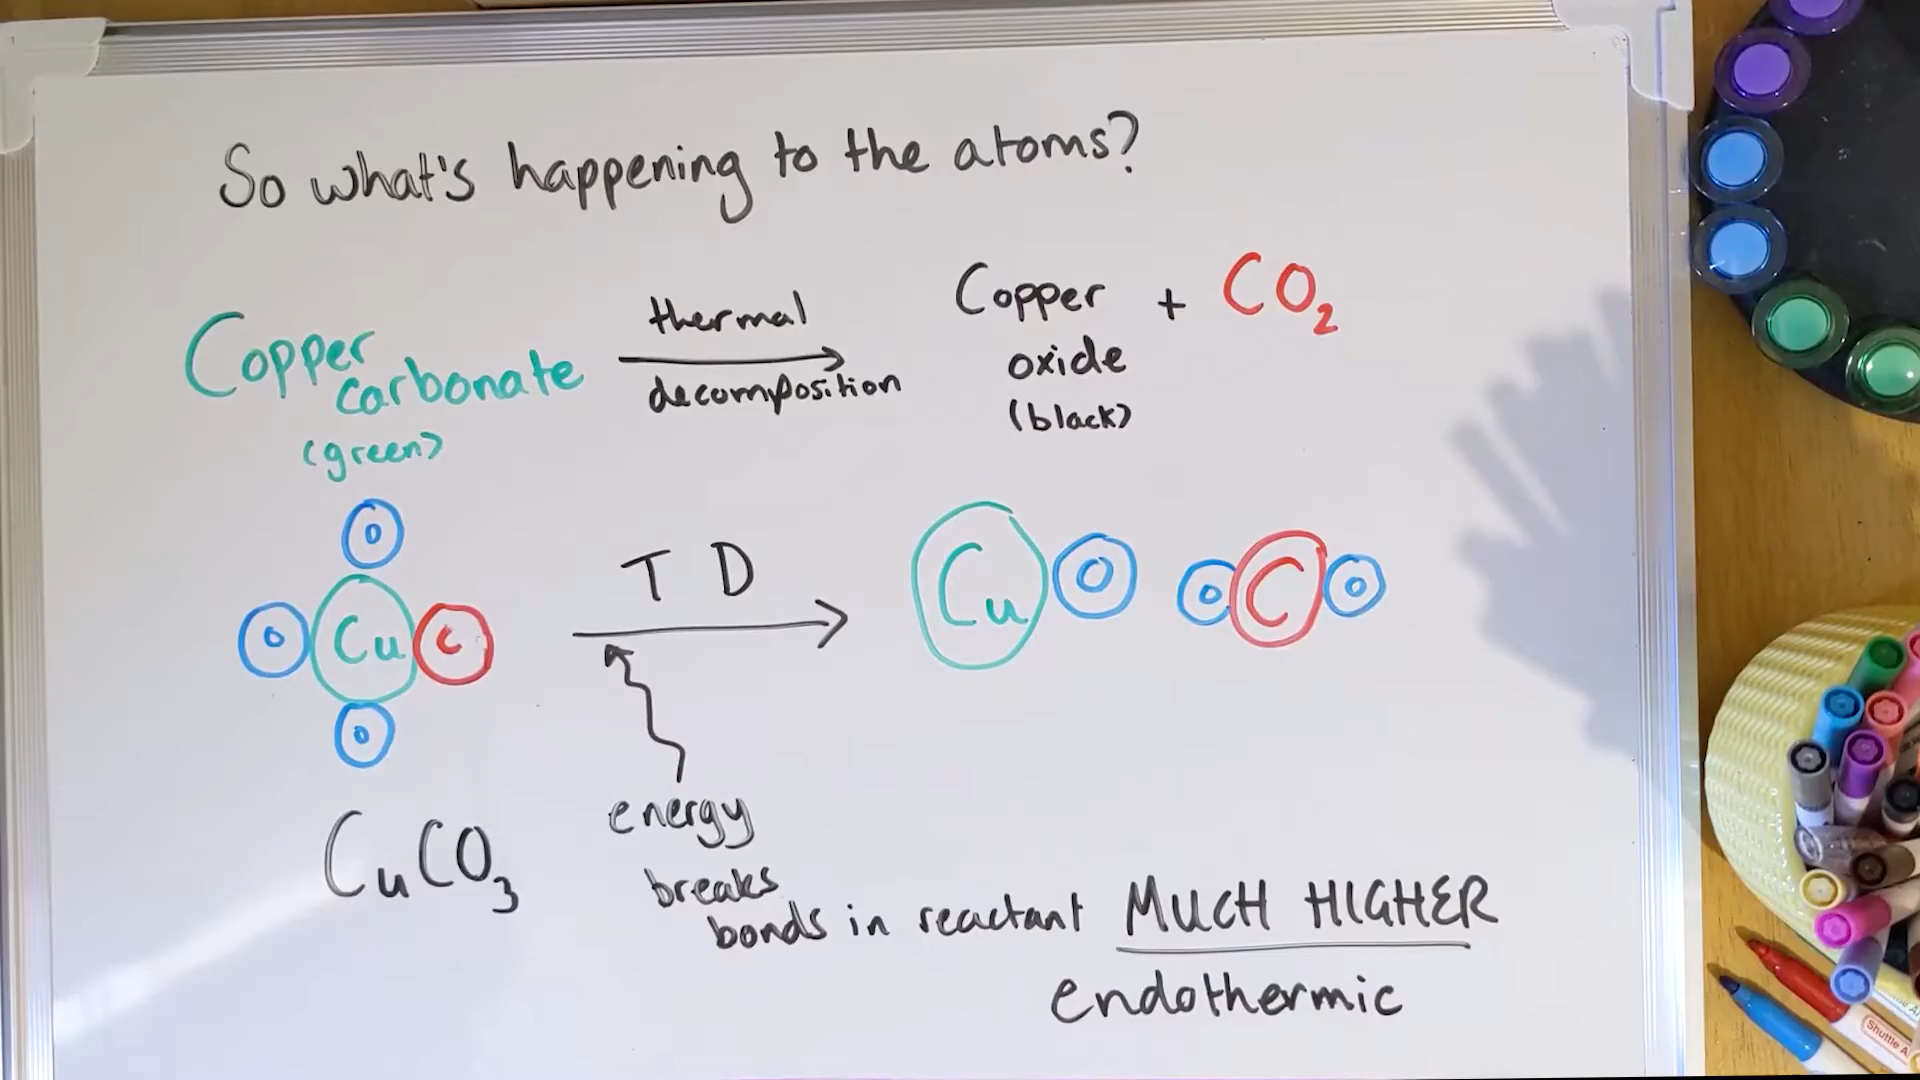 So what's happening to the atoms?
Copper carbonate
(green)
thermal
decomposition
Copper + CO₂
oxide
(black)
O
O Cu C
O
T D
Cu O O C O
CuCO₃
energy
breaks
bonds in reactant MUCH HIGHER
endothermic
Shuttle A